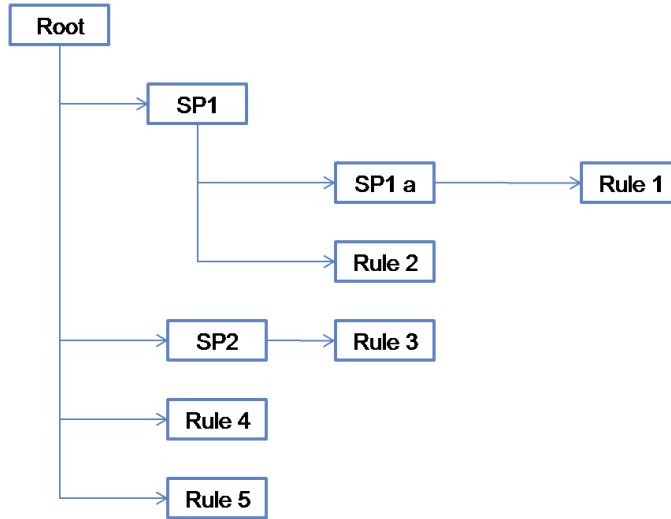 Root
SP1
SP1 a
Rule 1
Rule 2
SP2
Rule 3
Rule 4
Rule 5